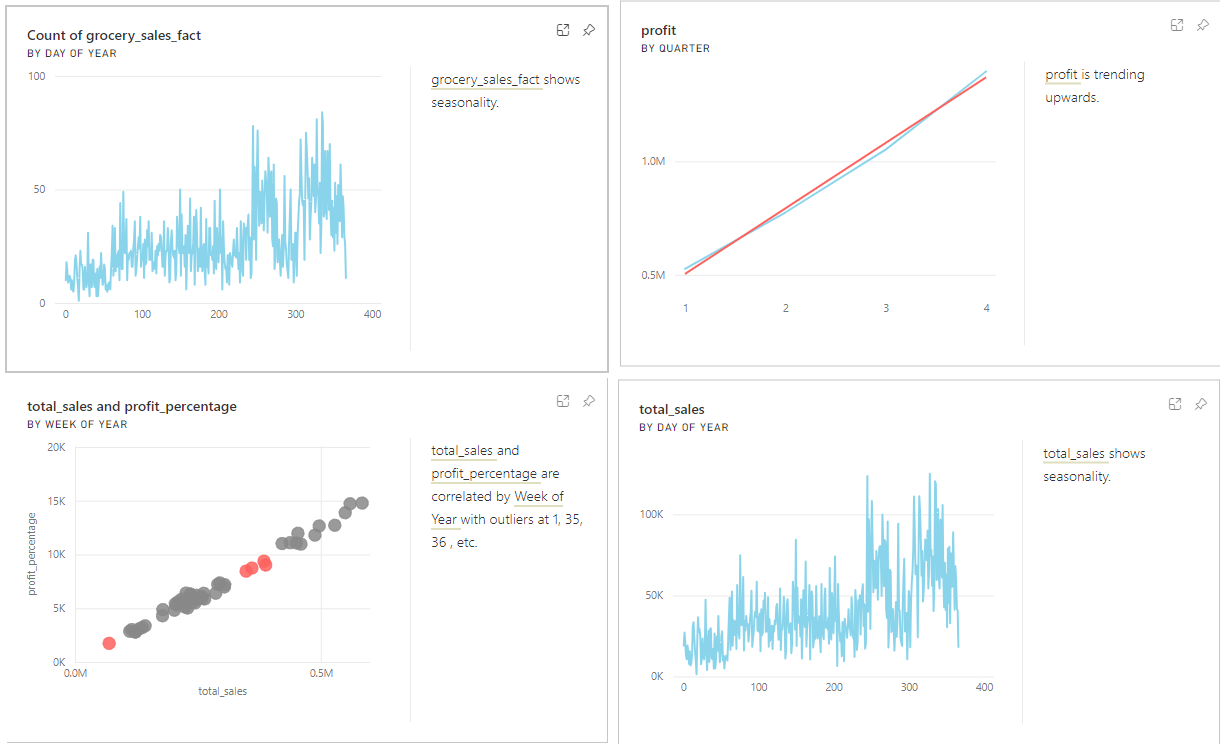 Count of grocery_sales_fact
BY DAY OF YEAR
100
50
0
0 100 200 300 400
grocery_sales_fact shows
seasonality.
profit
BY QUARTER
1.0M
0.5M
1 2 3 4
profit is trending
upwards.
total_sales and profit_percentage
BY WEEK OF YEAR
20K
15K
10K
5K
0K
profit_percentage
0.0M 0.5M
total_sales
total_sales and
profit_percentage are
correlated by Week of
Year with outliers at 1, 35,
36 , etc.
total_sales
BY DAY OF YEAR
100K
50K
0K
0 100 200 300 400
total_sales shows
seasonality.